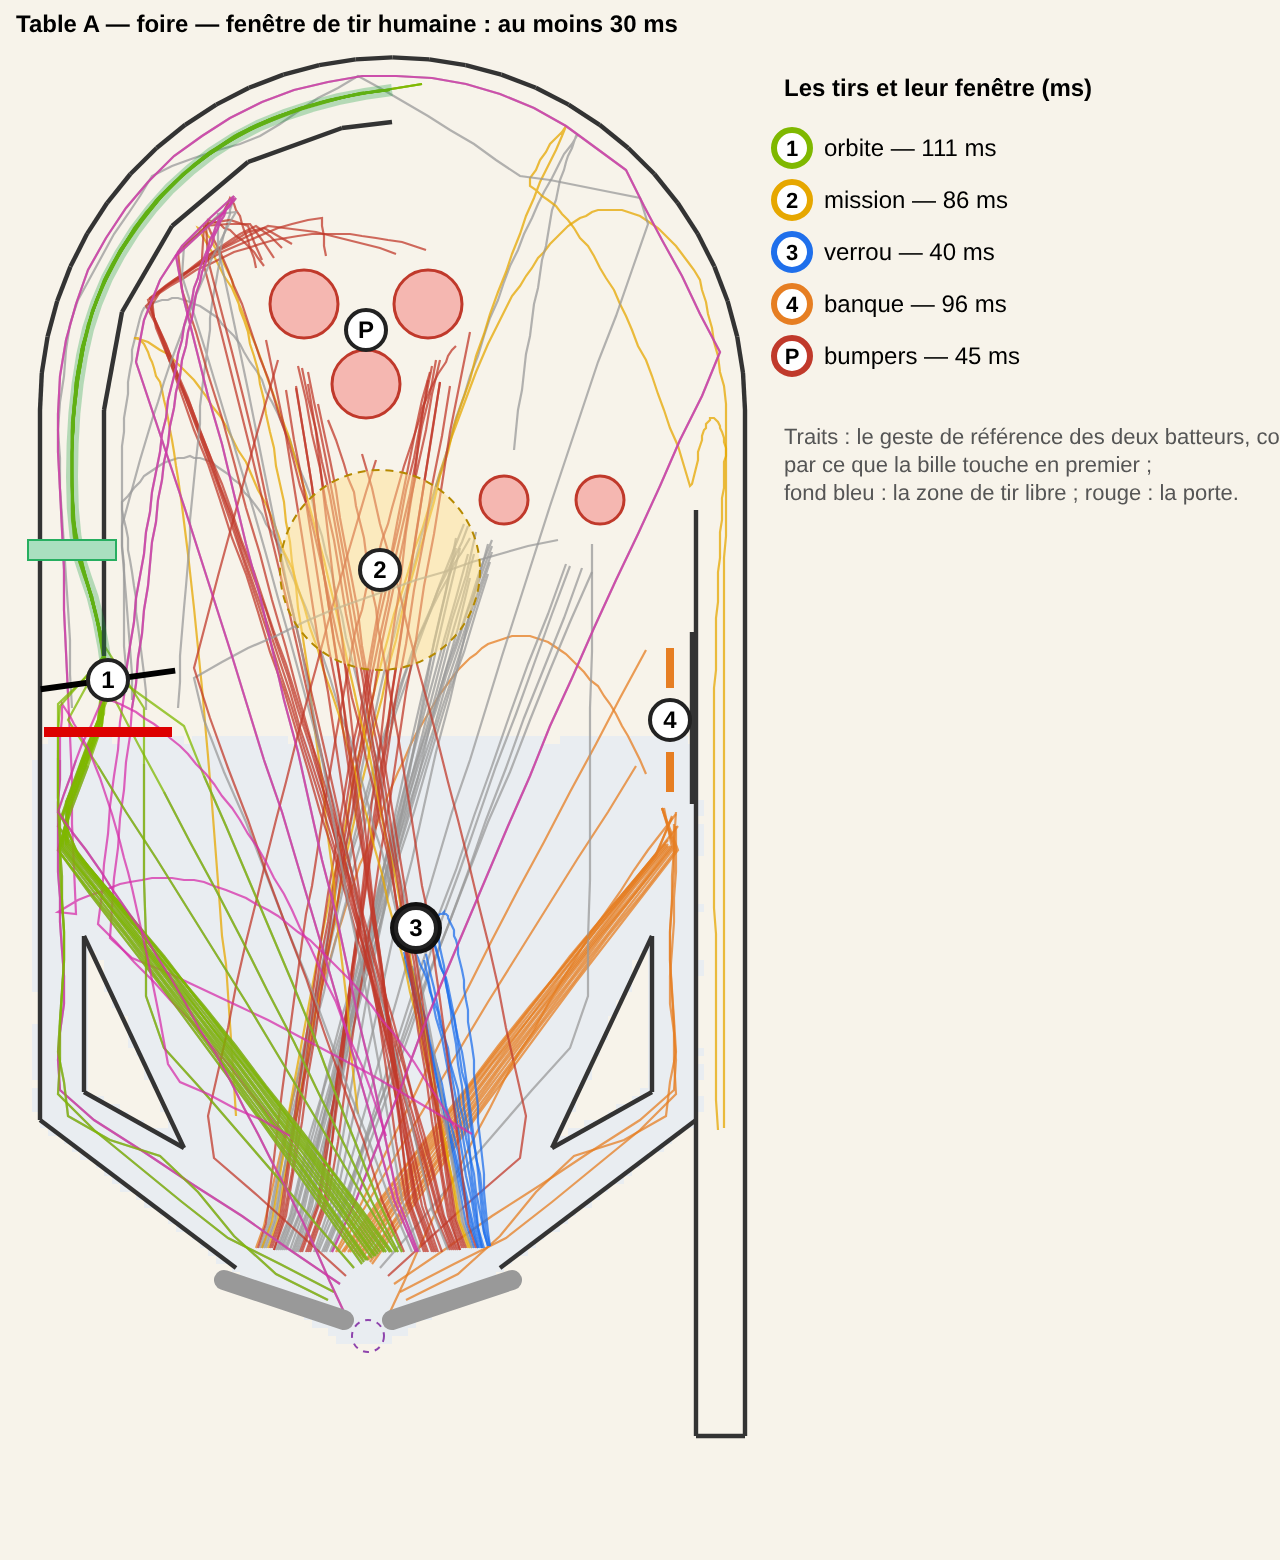 Table A — foire — fenêtre de tir humaine : au moins 30 ms
Les tirs et leur fenêtre (ms)
1 orbite — 111 ms
2 mission — 86 ms
3 verrou — 40 ms
4 banque — 96 ms
P bumpers — 45 ms
Traits : le geste de référence des deux batteurs, co
par ce que la bille touche en premier ;
fond bleu : la zone de tir libre ; rouge : la porte.
P
2
1
4
3